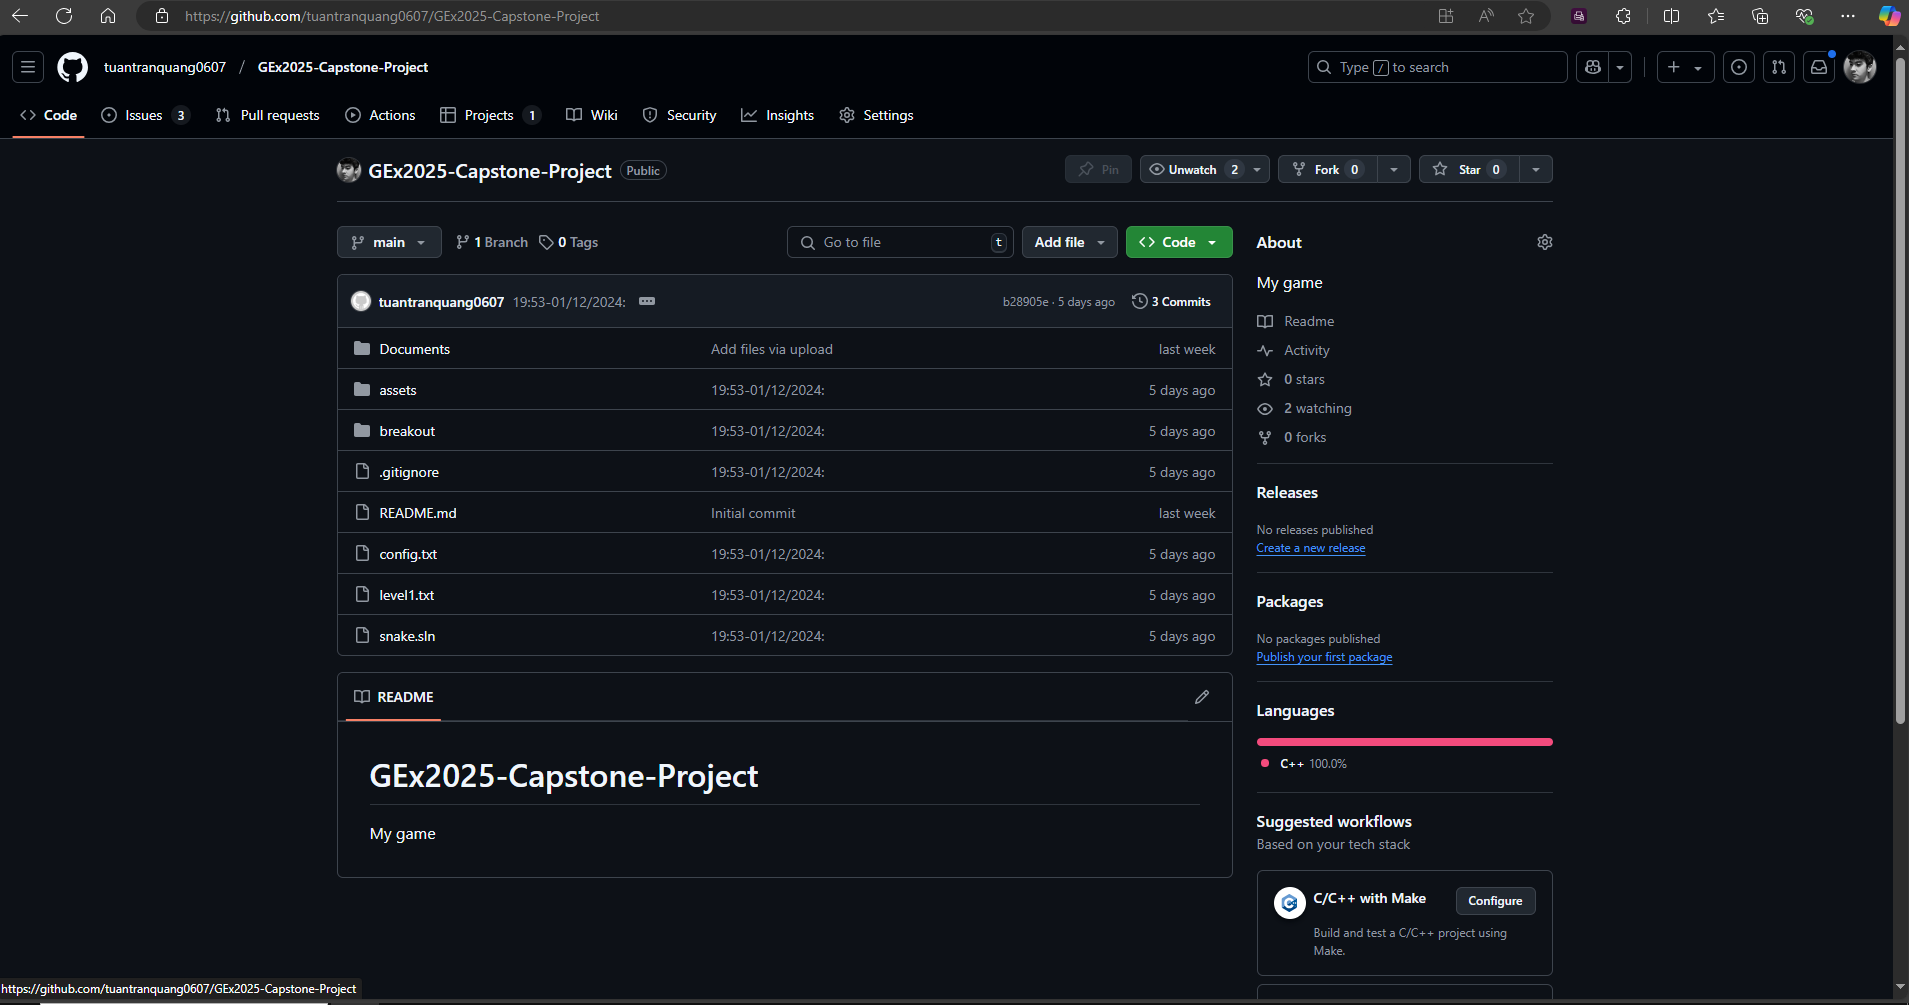 https://github.com/tuantranquang0607/GEx2025-Capstone-Project
tuantranquang0607 / GEx2025-Capstone-Project
Type / to search
Code
Issues 3
Pull requests
Actions
Projects 1
Wiki
Security
Insights
Settings
GEx2025-Capstone-Project Public
Pin
Unwatch 2
Fork 0
Star 0
main
1 Branch
0 Tags
Go to file t
Add file
Code
tuantranquang0607 19:53-01/12/2024:
b28905e · 5 days ago
3 Commits
Documents Add files via upload last week
assets 19:53-01/12/2024: 5 days ago
breakout 19:53-01/12/2024: 5 days ago
.gitignore 19:53-01/12/2024: 5 days ago
README.md Initial commit last week
config.txt 19:53-01/12/2024: 5 days ago
level1.txt 19:53-01/12/2024: 5 days ago
snake.sln 19:53-01/12/2024: 5 days ago
README
GEx2025-Capstone-Project
My game
About
My game
Readme
Activity
0 stars
2 watching
0 forks
Releases
No releases published
Create a new release
Packages
No packages published
Publish your first package
Languages
C++ 100.0%
Suggested workflows
Based on your tech stack
C/C++ with Make
Configure
Build and test a C/C++ project using
Make.
https://github.com/tuantranquang0607/GEx2025-Capstone-Project